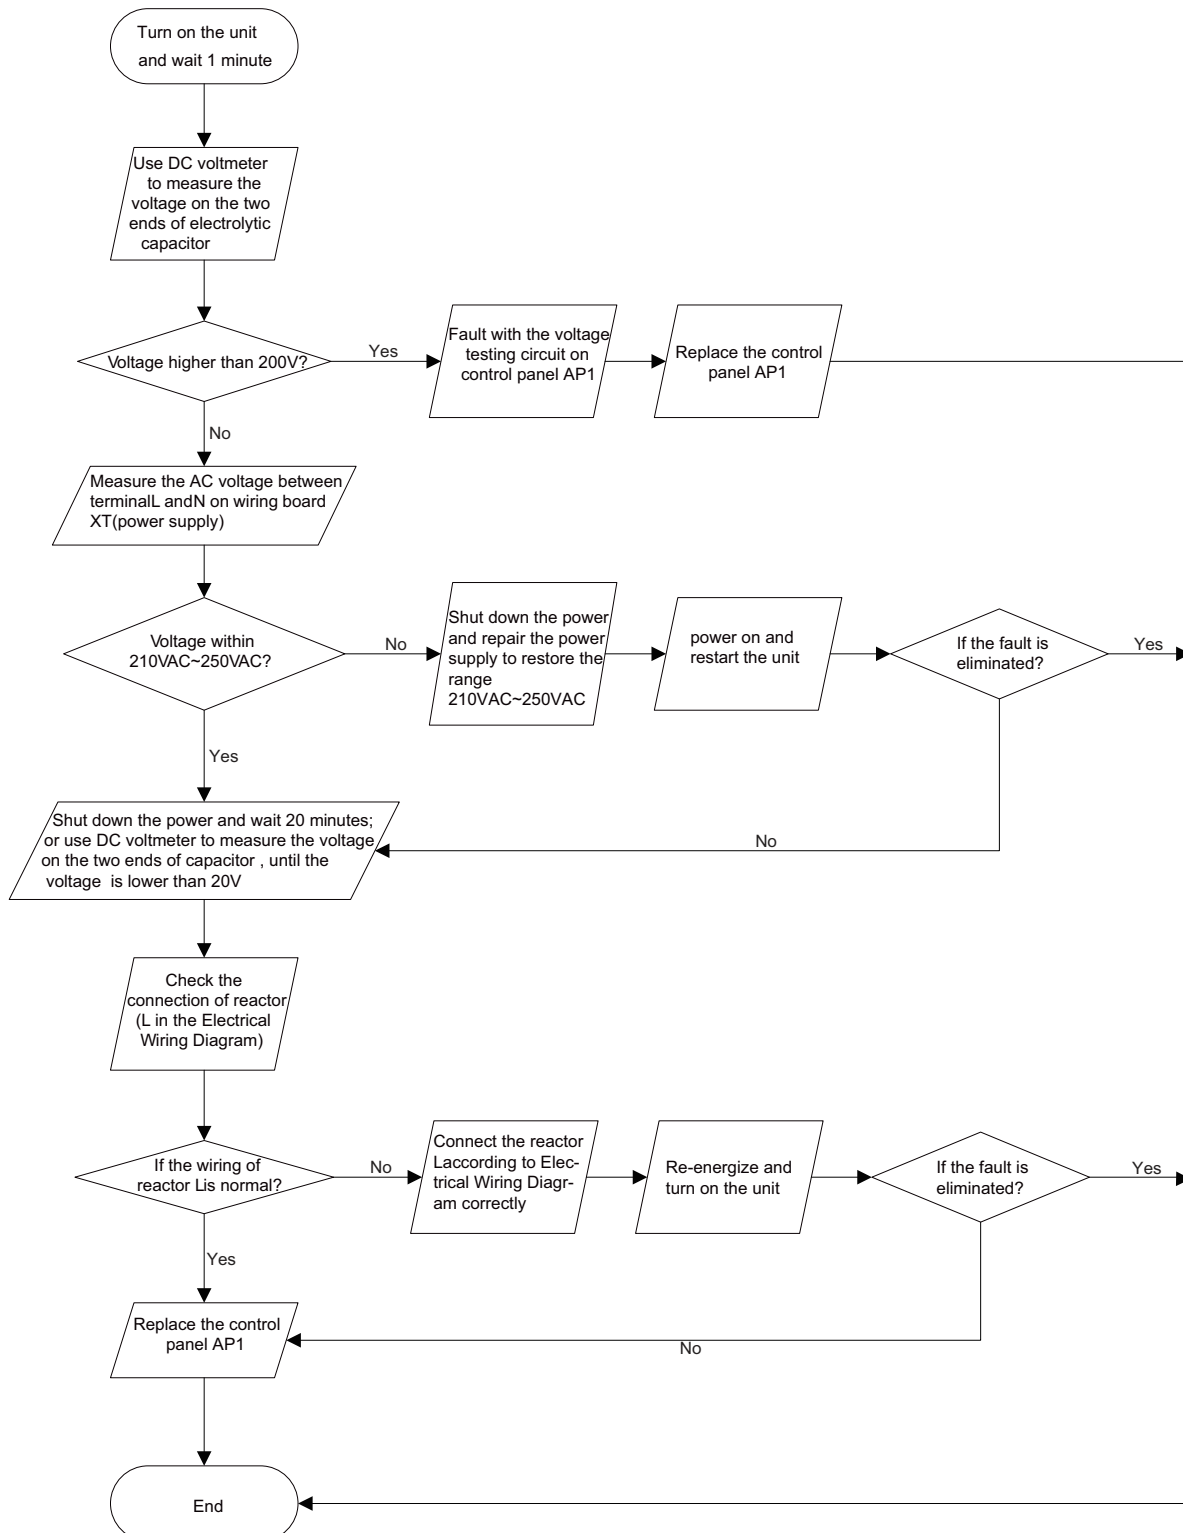 Turn on the unit
and wait 1 minute
Use DC voltmeter
to measure the
voltage on the two
ends of electrolytic
capacitor
Voltage higher than 200V?
Yes
Fault with the voltage
testing circuit on
control panel AP1
Replace the control
panel AP1
No
Measure the AC voltage between
terminalL andN on wiring board
XT(power supply)
Voltage within
210VAC~250VAC?
No
Shut down the power
and repair the power
supply to restore the
range
210VAC~250VAC
power on and
restart the unit
If the fault is
eliminated?
Yes
Yes
No
Shut down the power and wait 20 minutes;
or use DC voltmeter to measure the voltage
on the two ends of capacitor , until the
voltage  is lower than 20V
Check the
connection of reactor
(L in the Electrical
Wiring Diagram)
If the wiring of
reactor Lis normal?
No
Connect the reactor
Laccording to Elec-
trical Wiring Diagr-
am correctly
Re-energize and
turn on the unit
If the fault is
eliminated?
Yes
Yes
No
Replace the control
panel AP1
End